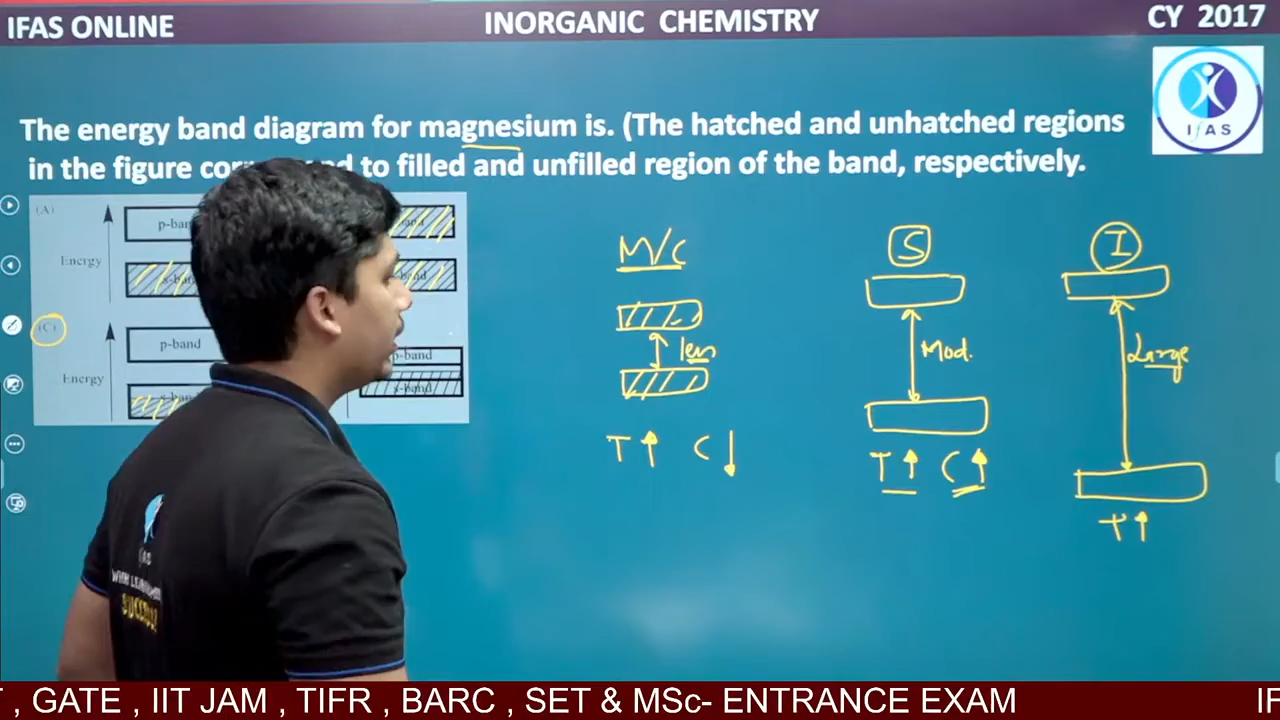 IFAS ONLINE
INORGANIC CHEMISTRY
CY 2017
IfAS
The energy band diagram for magnesium is. (The hatched and unhatched regions
in the figure to filled and unfilled region of the band, respectively.
(A)
Energy
(C)
p-band
Energy
p-band
s-band
M/C
less
T↑ C↓
S
Mod.
T↑ C↑
I
Large
T↑
IFAS
SUCCESS
, GATE , IIT JAM , TIFR , BARC , SET & MSc- ENTRANCE EXAM